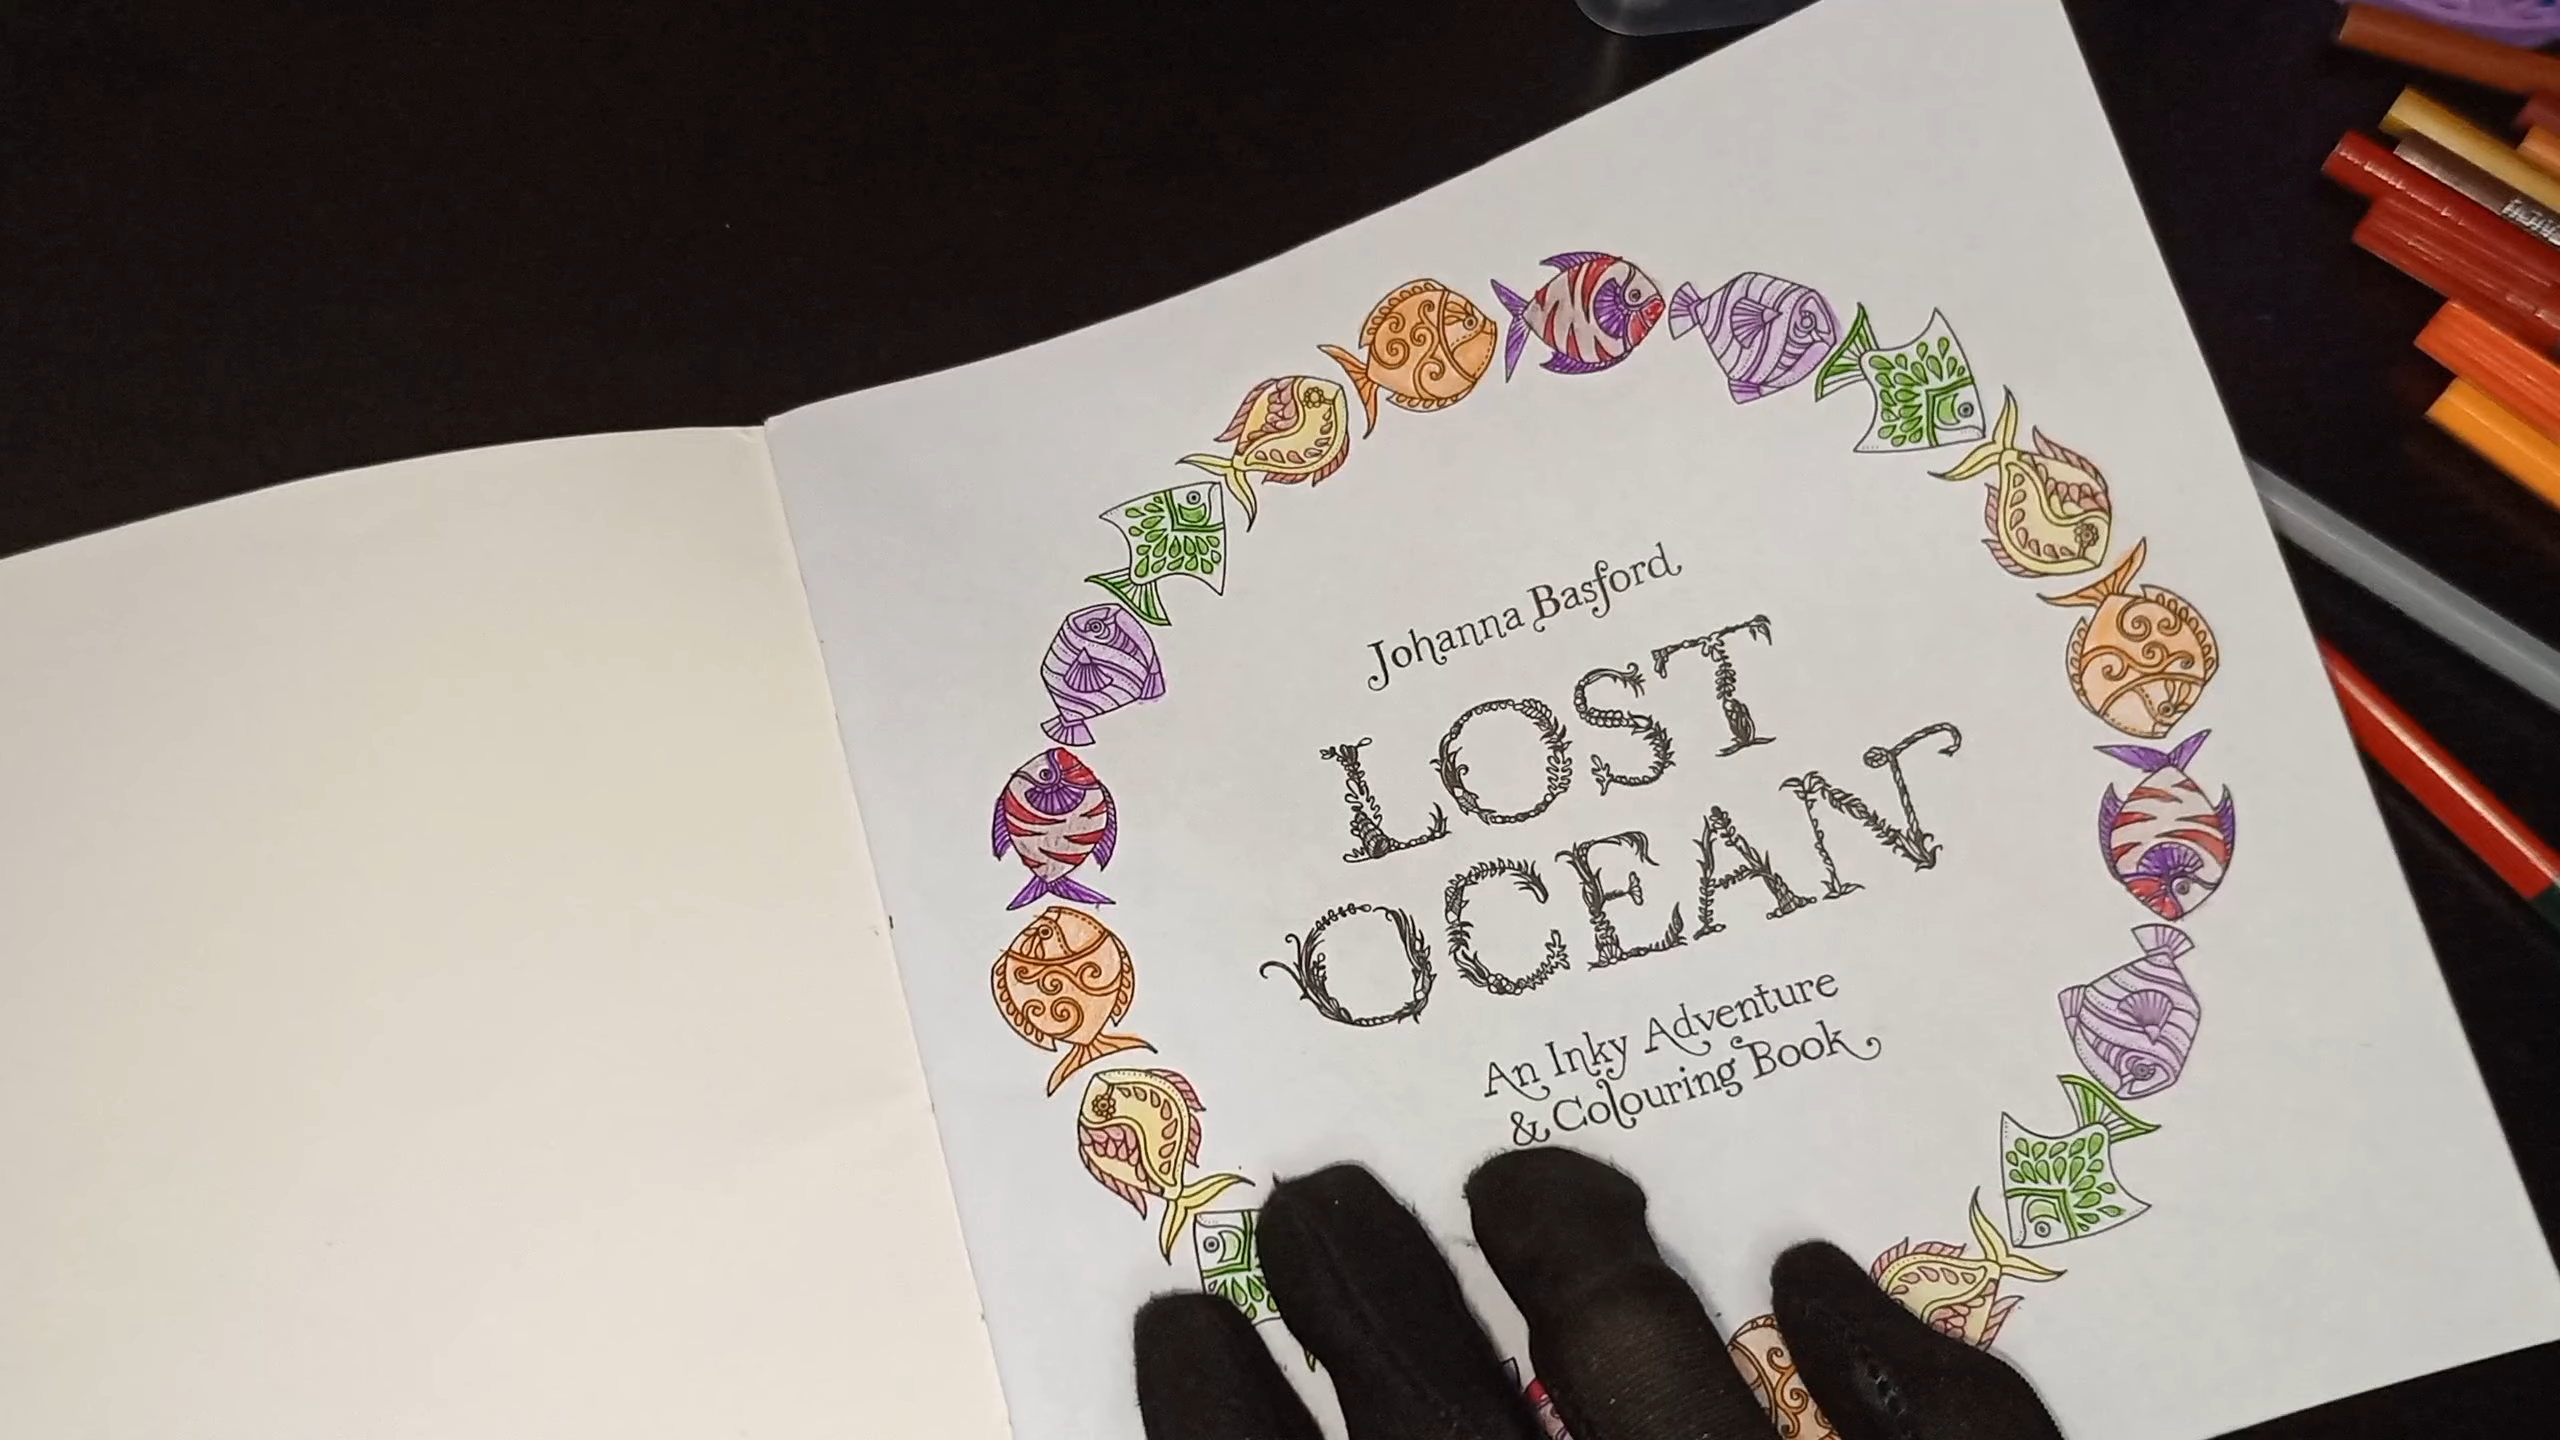 Johanna Basford
LOST
OCEAN
An Inky Adventure
& Colouring Book